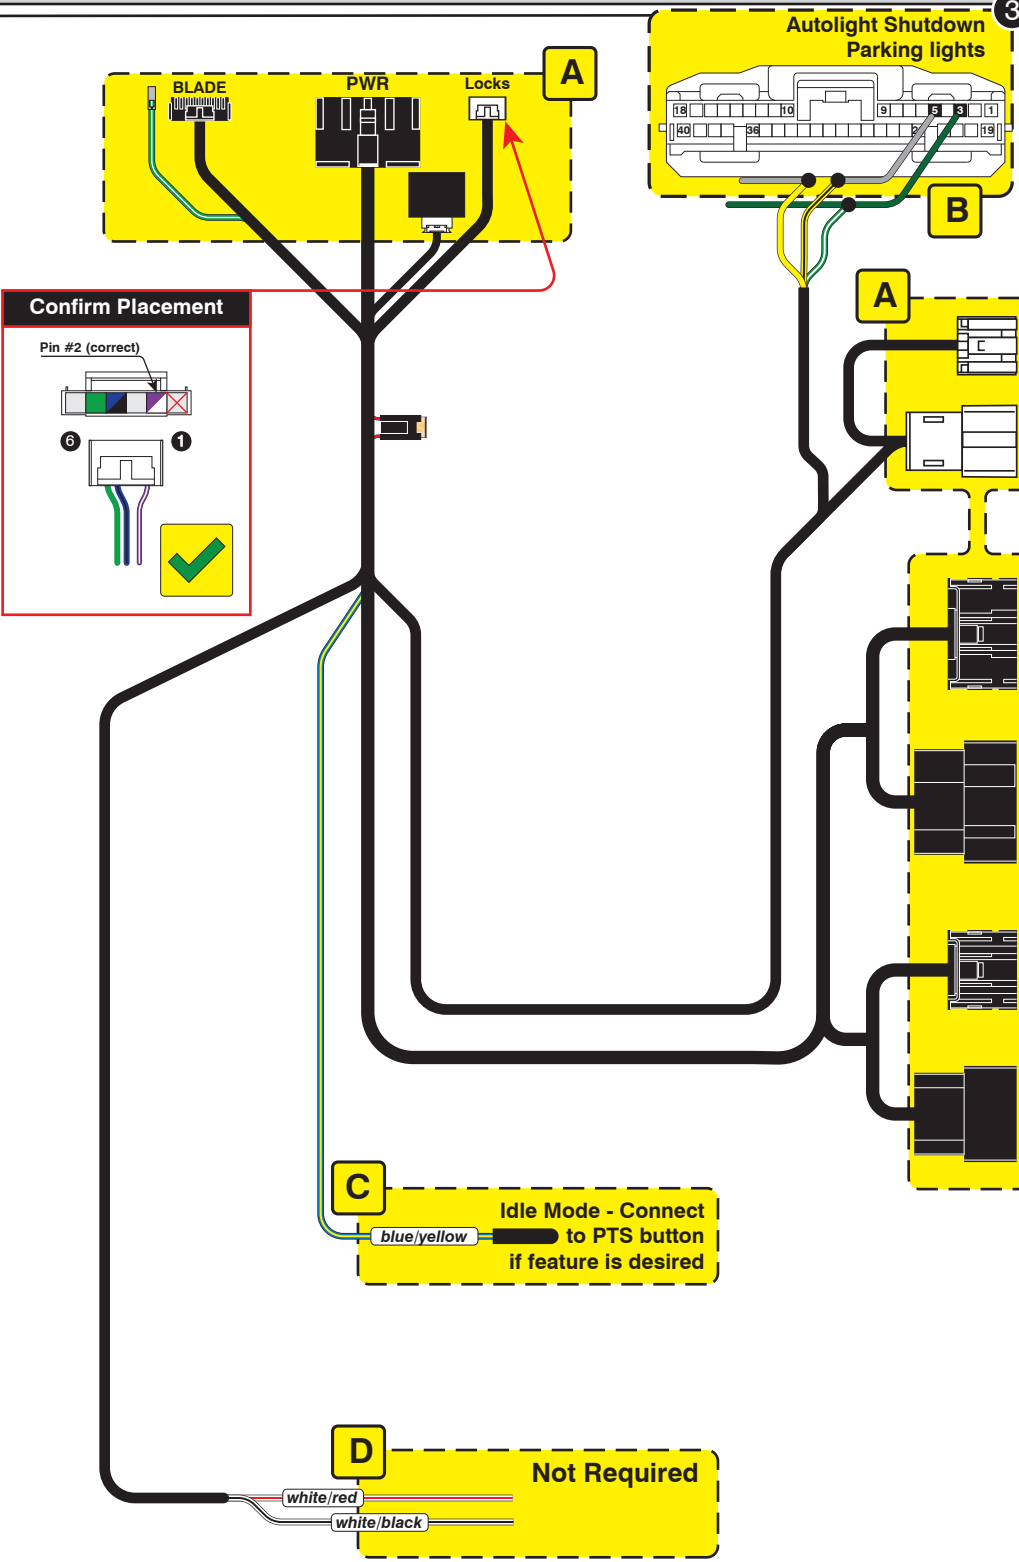 3
Autolight Shutdown
Parking lights
A
BLADE
PWR
Locks
18
10
9
5
3
1
40
36
19
B
A
Confirm Placement
Pin #2 (correct)
6
1
C
Idle Mode - Connect
to PTS button
if feature is desired
blue/yellow
D
Not Required
white/red
white/black